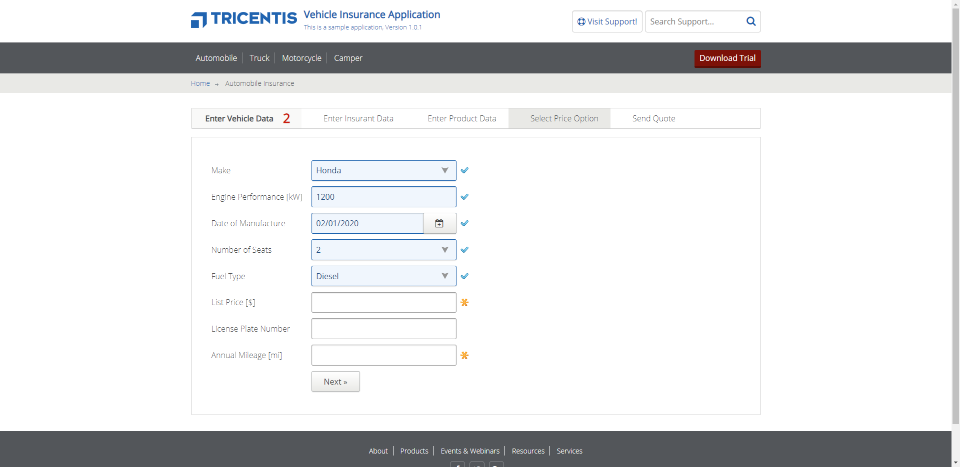 TRICENTIS Vehicle Insurance Application
This is a sample application. Version 1.0.1
Visit Support! Search Support...
Automobile Truck Motorcycle Camper Download Trial
Home → Automobile Insurance
Enter Vehicle Data 2 Enter Insurant Data Enter Product Data Select Price Option Send Quote
Make Honda
Engine Performance [kW] 1200
Date of Manufacture 02/01/2020
Number of Seats 2
Fuel Type Diesel
List Price [$]
License Plate Number
Annual Mileage [mi]
Next »
About Products Events & Webinars Resources Services